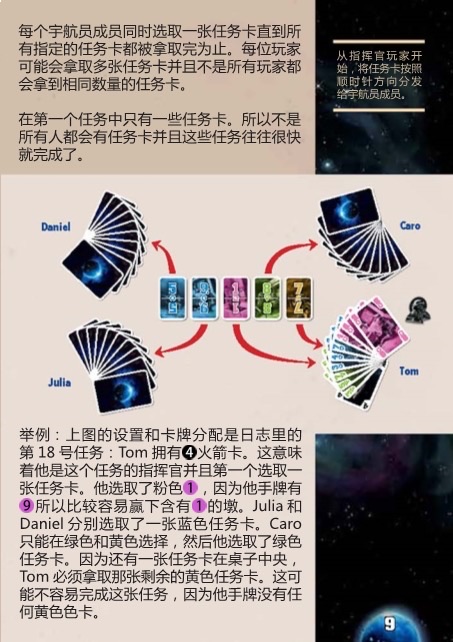 每个宇航员成员同时选取一张任务卡直到所
有指定的任务卡都被拿取完为止。每位玩家
可能会拿取多张任务卡并且不是所有玩家都
会拿到相同数量的任务卡。
在第一个任务中只有一些任务卡。所以不是
所有人都会有任务卡并且这些任务往往很快
就完成了。
从指挥官玩家开
始，将任务卡按照
顺时针方向分发
给宇航员成员。
Daniel
Caro
Julia
Tom
举例：上图的设置和卡牌分配是日志里的
第 18 号任务：Tom 拥有4火箭卡。这意味
着他是这个任务的指挥官并且第一个选取一
张任务卡。他选取了粉色1，因为他手牌有
9所以比较容易赢下含有1的墩。Julia 和
Daniel 分别选取了一张蓝色任务卡。Caro
只能在绿色和黄色选择，然后他选取了绿色
任务卡。因为还有一张任务卡在桌子中央，
Tom 必须拿取那张剩余的黄色任务卡。这可
能不容易完成这张任务，因为他手牌没有任
何黄色色卡。
9